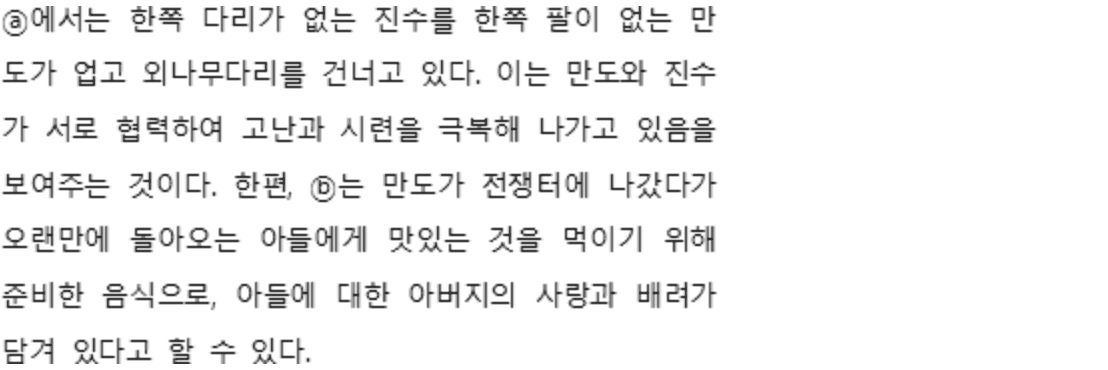 ⓐ에서는 한쪽 다리가 없는 진수를 한쪽 팔이 없는 만
도가 업고 외나무다리를 건너고 있다. 이는 만도와 진수
가 서로 협력하여 고난과 시련을 극복해 나가고 있음을
보여주는 것이다. 한편, ⓑ는 만도가 전쟁터에 나갔다가
오랜만에 돌아오는 아들에게 맛있는 것을 먹이기 위해
준비한 음식으로, 아들에 대한 아버지의 사랑과 배려가
담겨 있다고 할 수 있다.